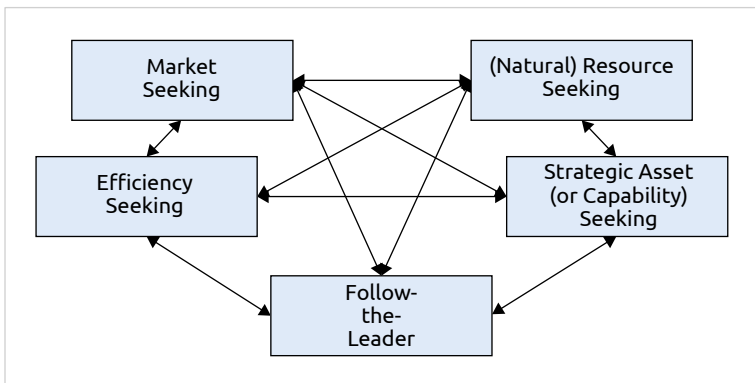 Market
Seeking
(Natural) Resource
Seeking
Efficiency
Seeking
Strategic Asset
(or Capability)
Seeking
Follow-
the-
Leader